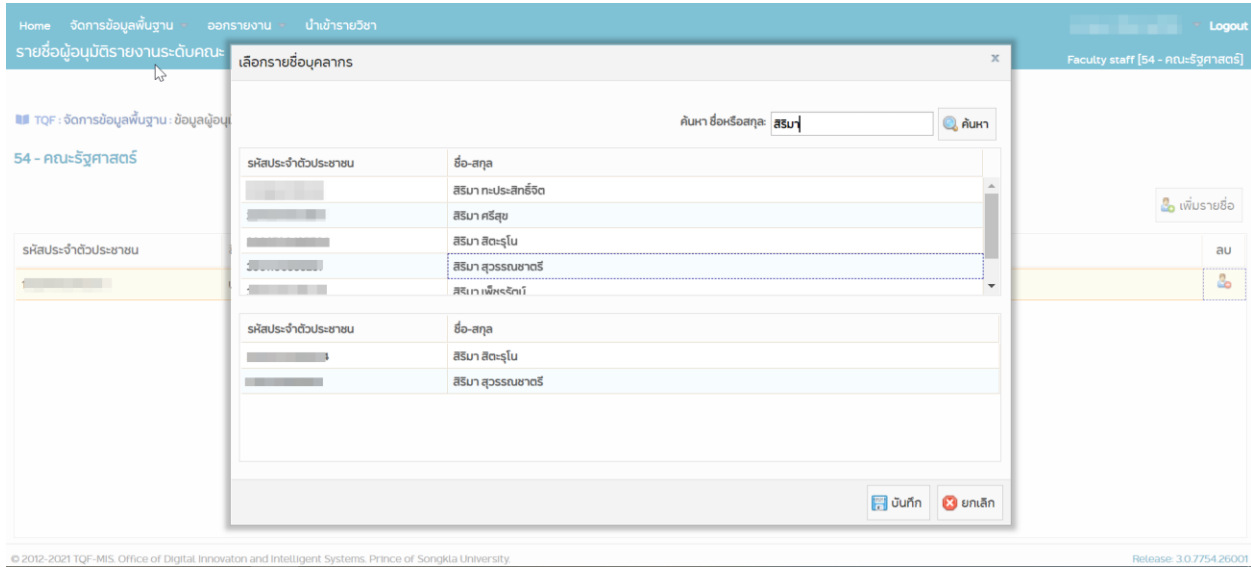 Home จัดการข้อมูลพื้นฐาน ออกรายงาน นำเข้ารายวิชา Logout
รายชื่อผู้อนุมัติรายงานระดับคณะ Faculty staff [54 - คณะรัฐศาสตร์]
เลือกรายชื่อบุคลากร x
TQF : จัดการข้อมูลพื้นฐาน : ข้อมูลผู้อนุ
ค้นหา ชื่อหรือสกุล: สิริมา ค้นหา
54 - คณะรัฐศาสตร์
รหัสประจำตัวประชาชน ชื่อ-สกุล
สิริมา กะประสิทธิ์จิต
สิริมา ศรีสุข
เพิ่มรายชื่อ
สิริมา สิตะรุโน
รหัสประจำตัวประชาชน ลบ
สิริมา สุวรรณชาตรี
สิริมา เพ็ชรรัตน์
รหัสประจำตัวประชาชน ชื่อ-สกุล
สิริมา สิตะรุโน
สิริมา สุวรรณชาตรี
บันทึก ยกเลิก
© 2012-2021 TQF-MIS. Office of Digital Innovaton and Intelligent Systems. Prince of Songkla University. Release: 3.0.7754.26001